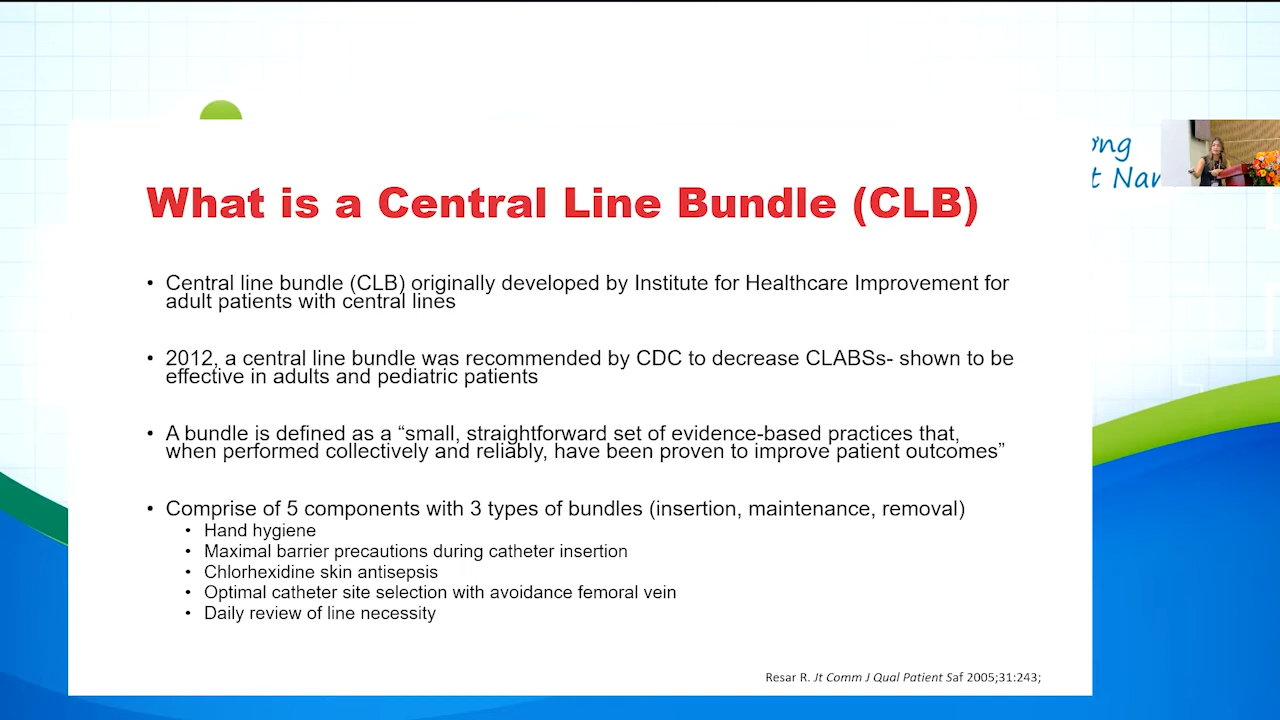 What is a Central Line Bundle (CLB)
• Central line bundle (CLB) originally developed by Institute for Healthcare Improvement for
adult patients with central lines
• 2012, a central line bundle was recommended by CDC to decrease CLABSs- shown to be
effective in adults and pediatric patients
• A bundle is defined as a “small, straightforward set of evidence-based practices that,
when performed collectively and reliably, have been proven to improve patient outcomes”
• Comprise of 5 components with 3 types of bundles (insertion, maintenance, removal)
• Hand hygiene
• Maximal barrier precautions during catheter insertion
• Chlorhexidine skin antisepsis
• Optimal catheter site selection with avoidance femoral vein
• Daily review of line necessity
Resar R. Jt Comm J Qual Patient Saf 2005;31:243;